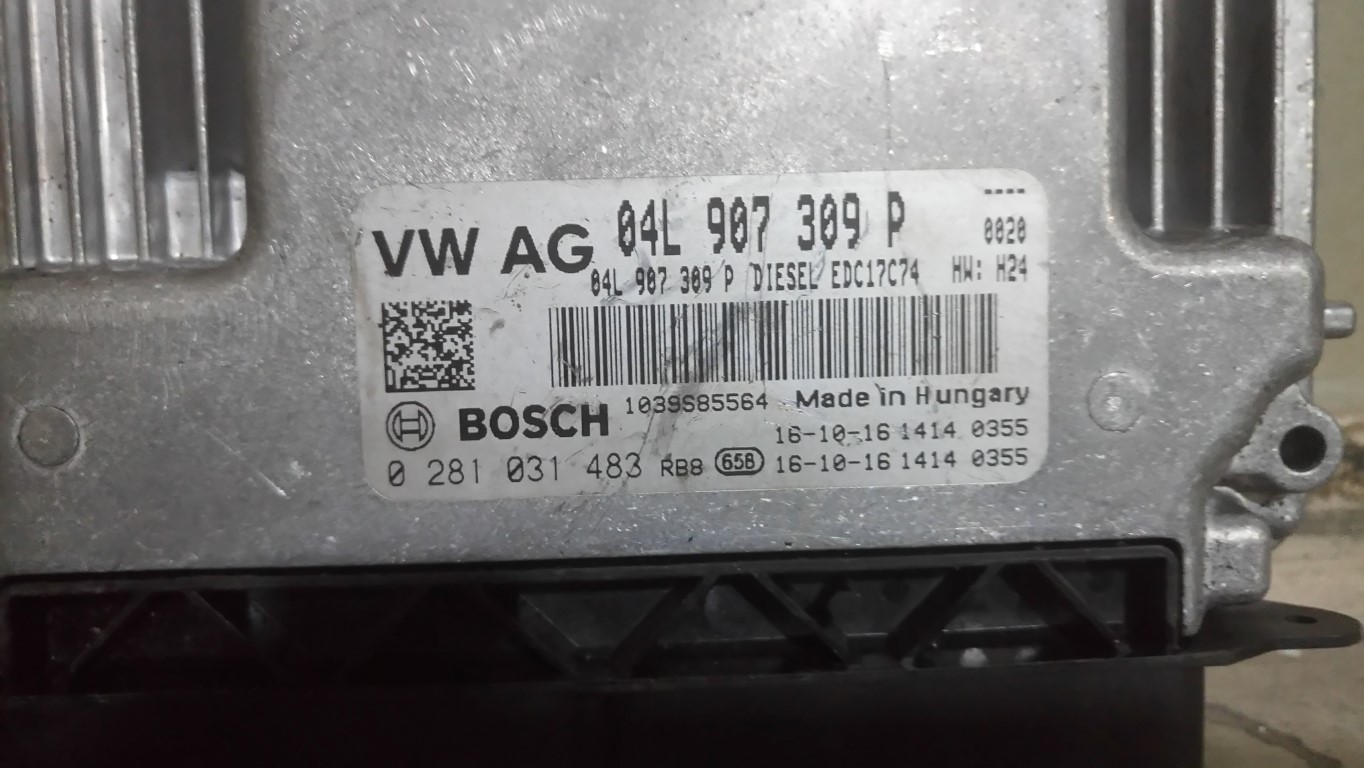 ----
VW AG 04L 907 309 P 0020
04L 907 309 P DIESEL EDC17C74 HW: H24
BOSCH 1039S85564 Made in Hungary
16-10-16 1414 0355
0 281 031 483 RB8 658 16-10-16 1414 0355